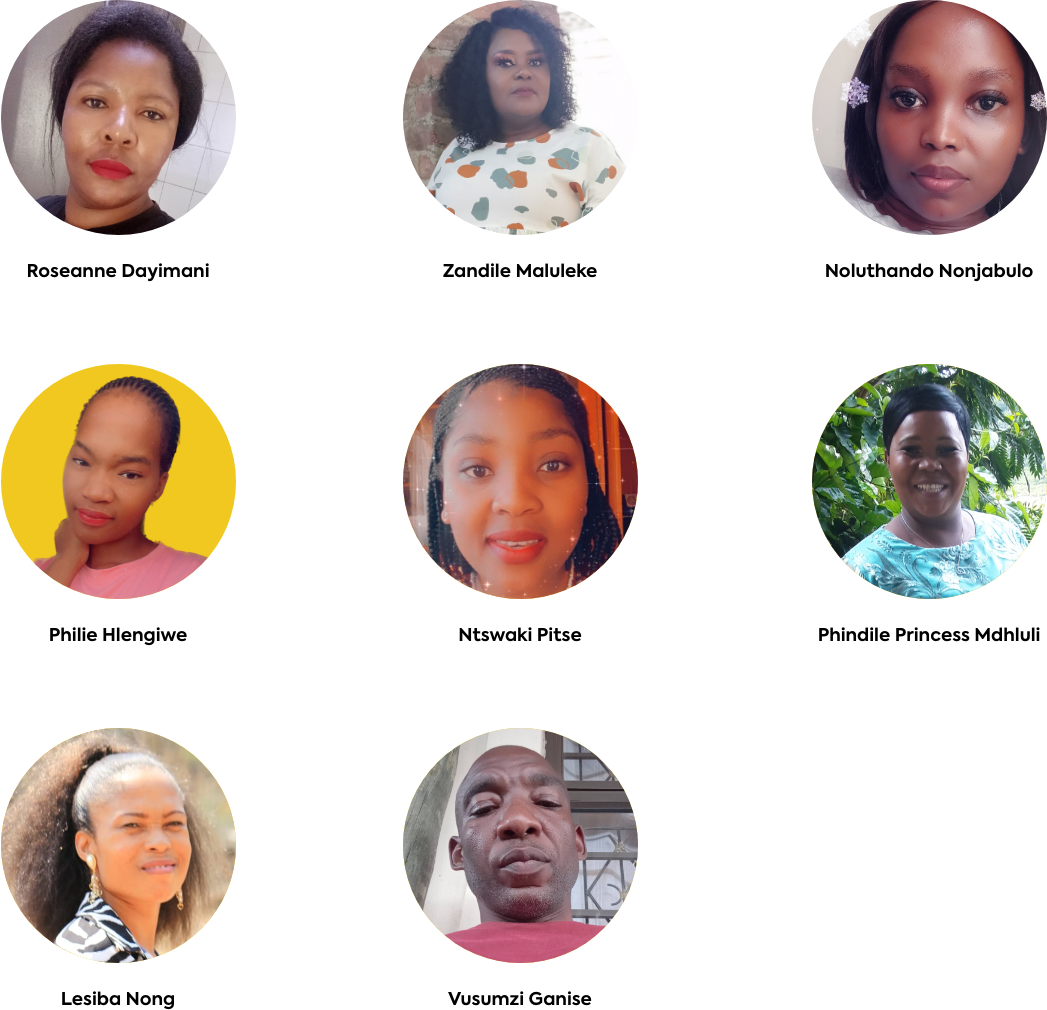 Roseanne Dayimani
Zandile Maluleke
Noluthando Nonjabulo
Philie Hlengiwe
Ntswaki Pitse
Phindile Princess Mdhluli
Lesiba Nong
Vusumzi Ganise